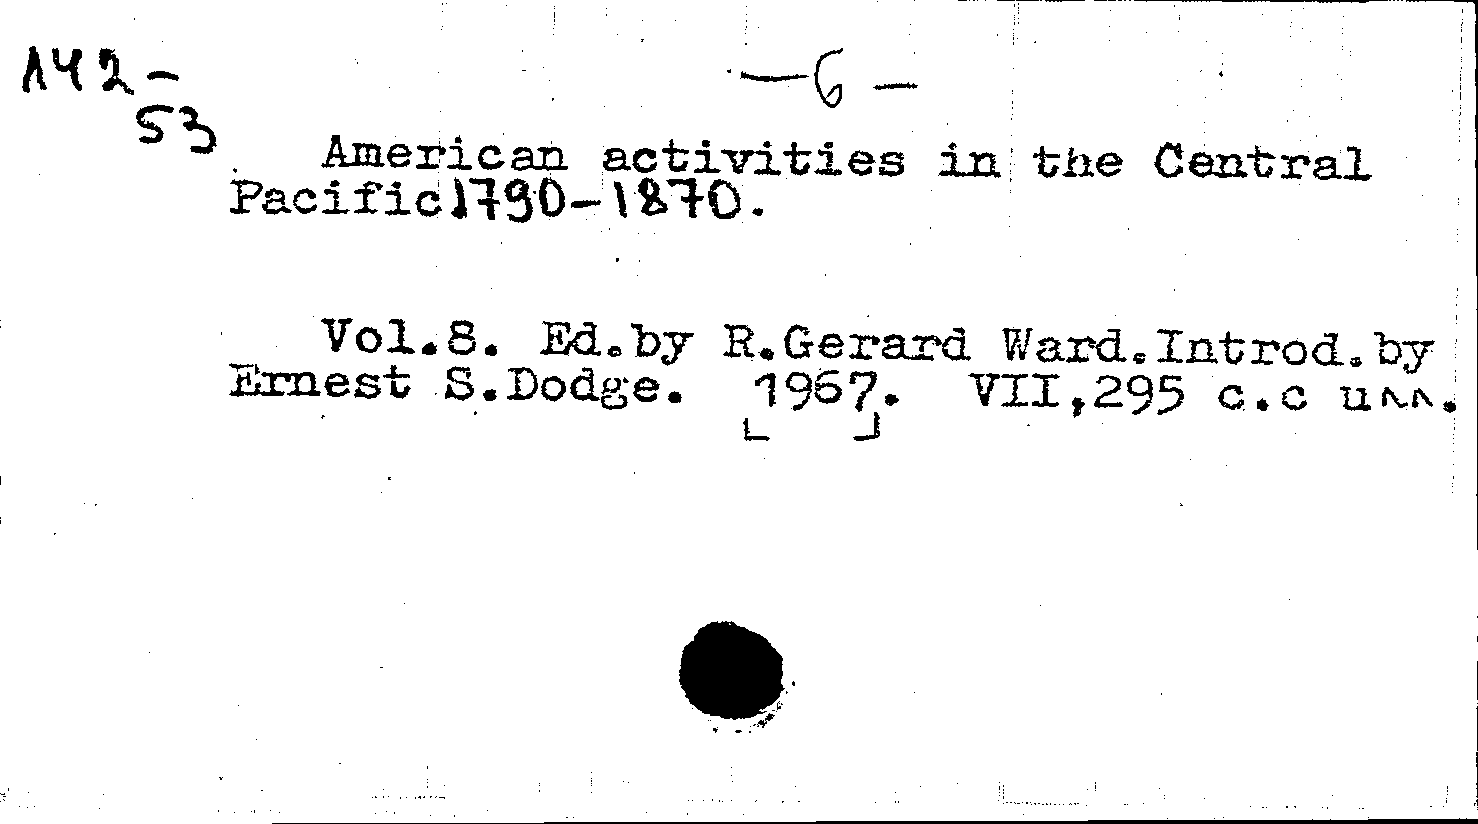 142-
53
— 6 —
American activities in the Central
Pacific 1790-1870.
Vol.8. Ed.by R.Gerard Ward.Introd.by
Ernest S.Dodge. [1967]. VII,295 c.c илл.